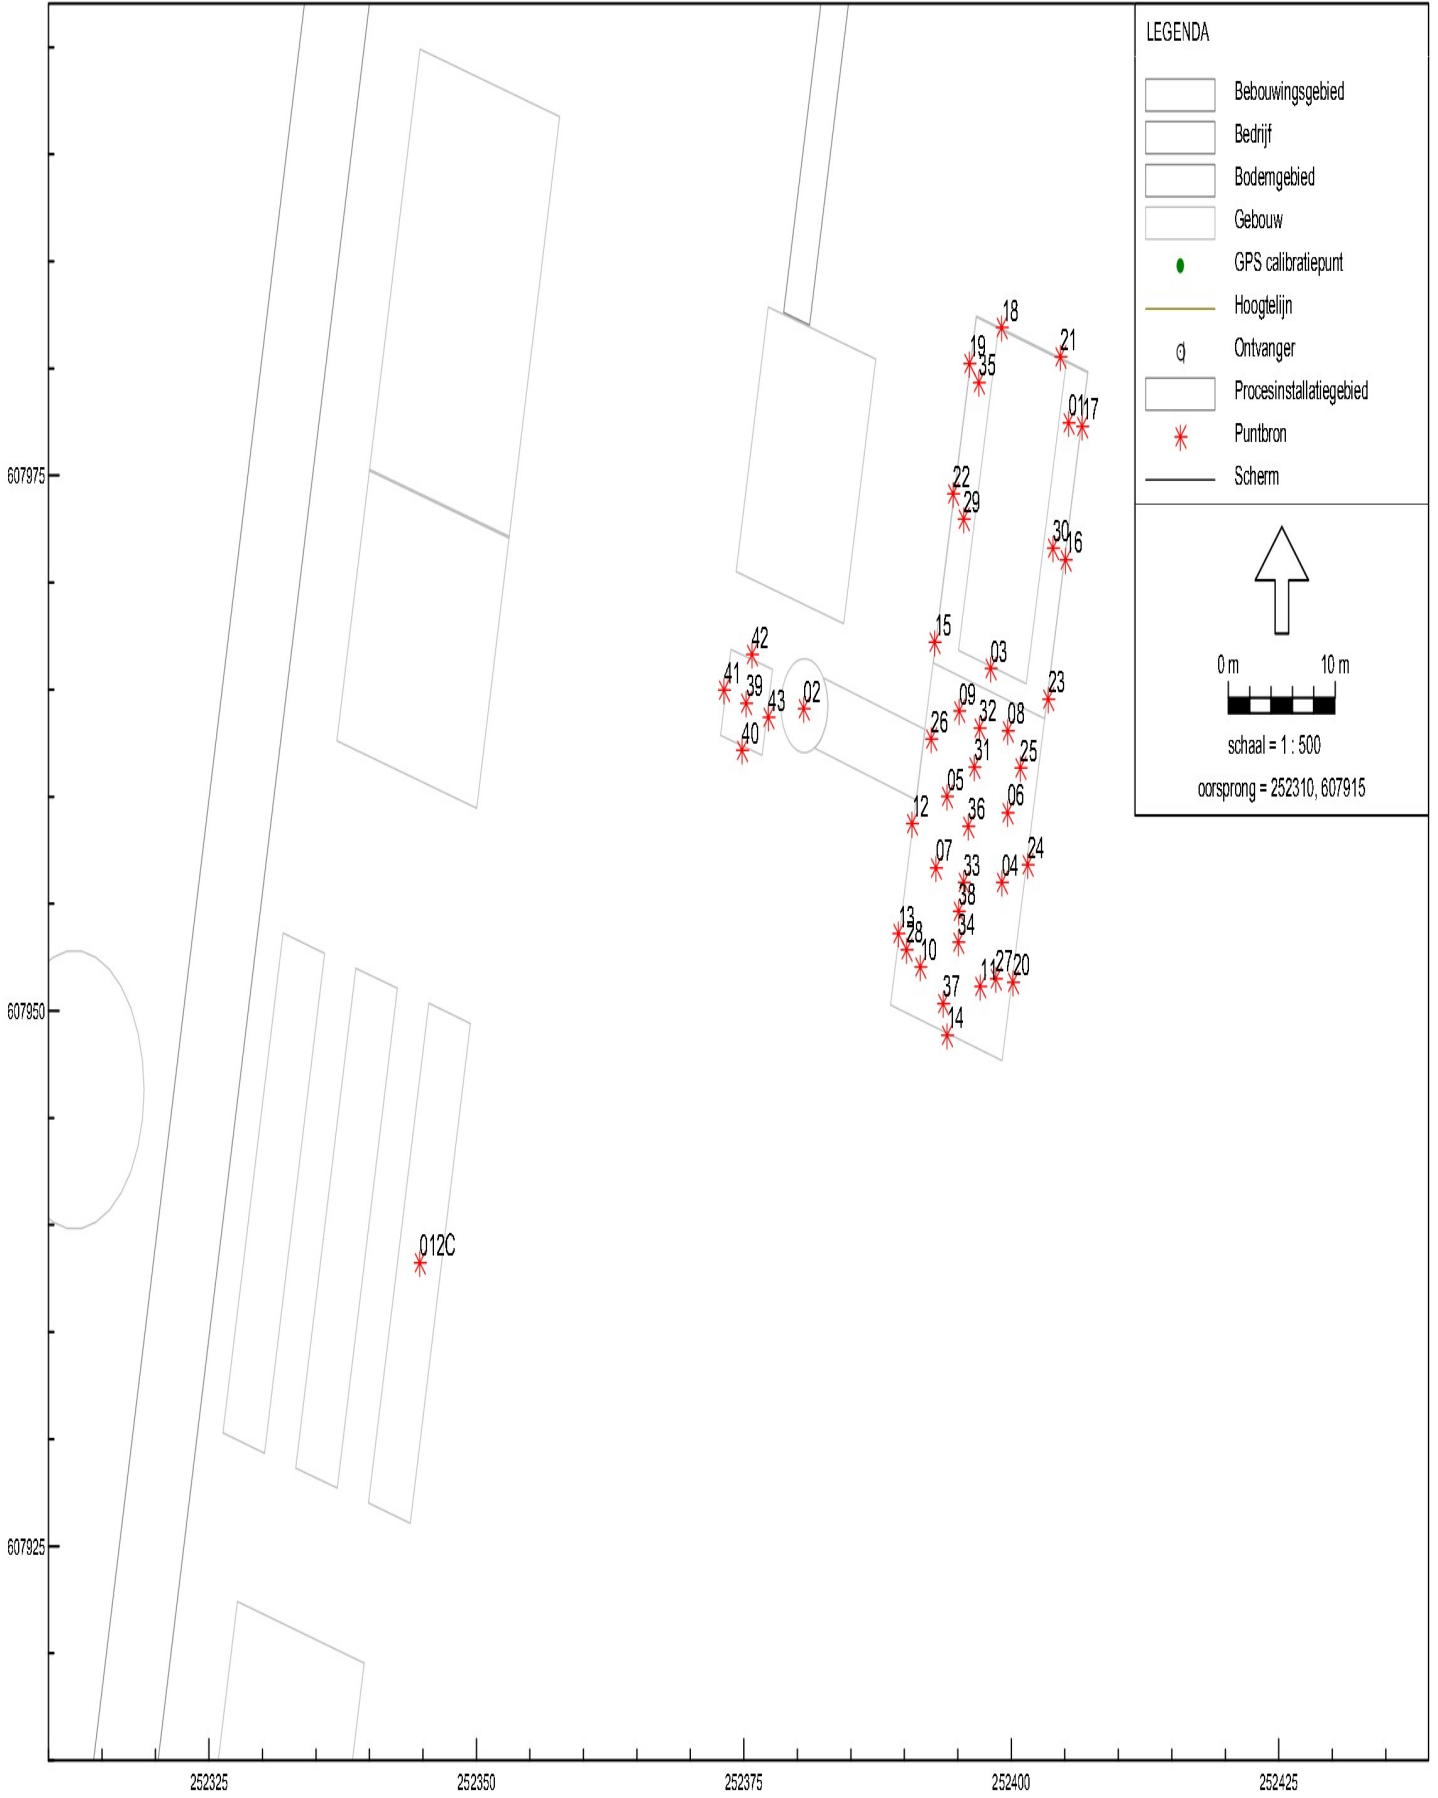 LEGENDA
Bebouwingsgebied
Bedrijf
Bodemgebied
Gebouw
GPS calibratiepunt
Hoogtelijn
Ontvanger
Procesinstallatiegebied
Puntbron
Scherm
0 m 10 m
schaal = 1 : 500
oorsprong = 252310, 607915
18
21
19
35
01 17
607975
22
29
30
16
15
42
03
41
39
43
02
23
40
09
32
08
26
31
25
05
12
36
06
07
33
04
24
38
13
28
34
10
11 27 20
37
607950
14
012C
607925
252325 252350 252375 252400 252425